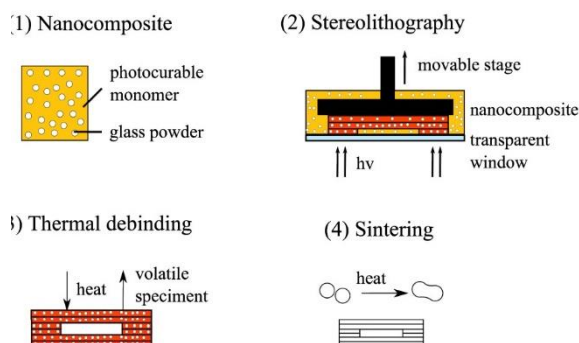 (1) Nanocomposite
photocurable
monomer
glass powder
(2) Stereolithography
movable stage
nanocomposite
transparent
window
hν
3) Thermal debinding
heat
volatile
speciment
(4) Sintering
heat